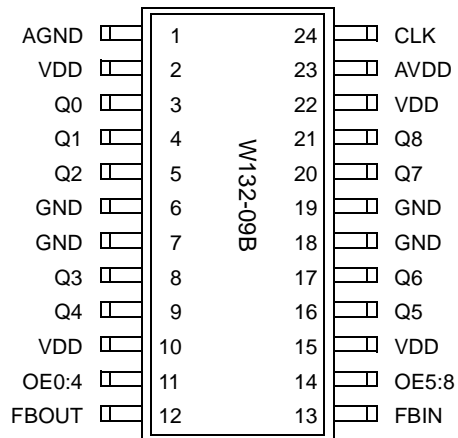 AGND 1 24 CLK
VDD 2 23 AVDD
Q0 3 22 VDD
Q1 4 21 Q8
Q2 5 20 Q7
GND 6 19 GND
GND 7 18 GND
Q3 8 17 Q6
Q4 9 16 Q5
VDD 10 15 VDD
OE0:4 11 14 OE5:8
FBOUT 12 13 FBIN
W132-09B